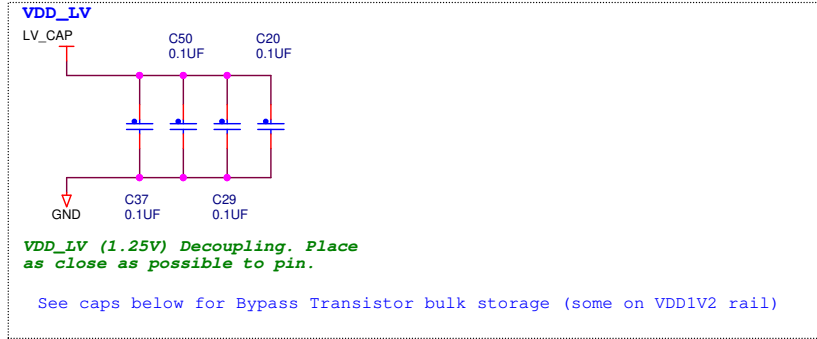 VDD_LV
LV_CAP
C50
0.1UF
C20
0.1UF
C37
0.1UF
C29
0.1UF
GND
VDD_LV (1.25V) Decoupling. Place
as close as possible to pin.
See caps below for Bypass Transistor bulk storage (some on VDD1V2 rail)